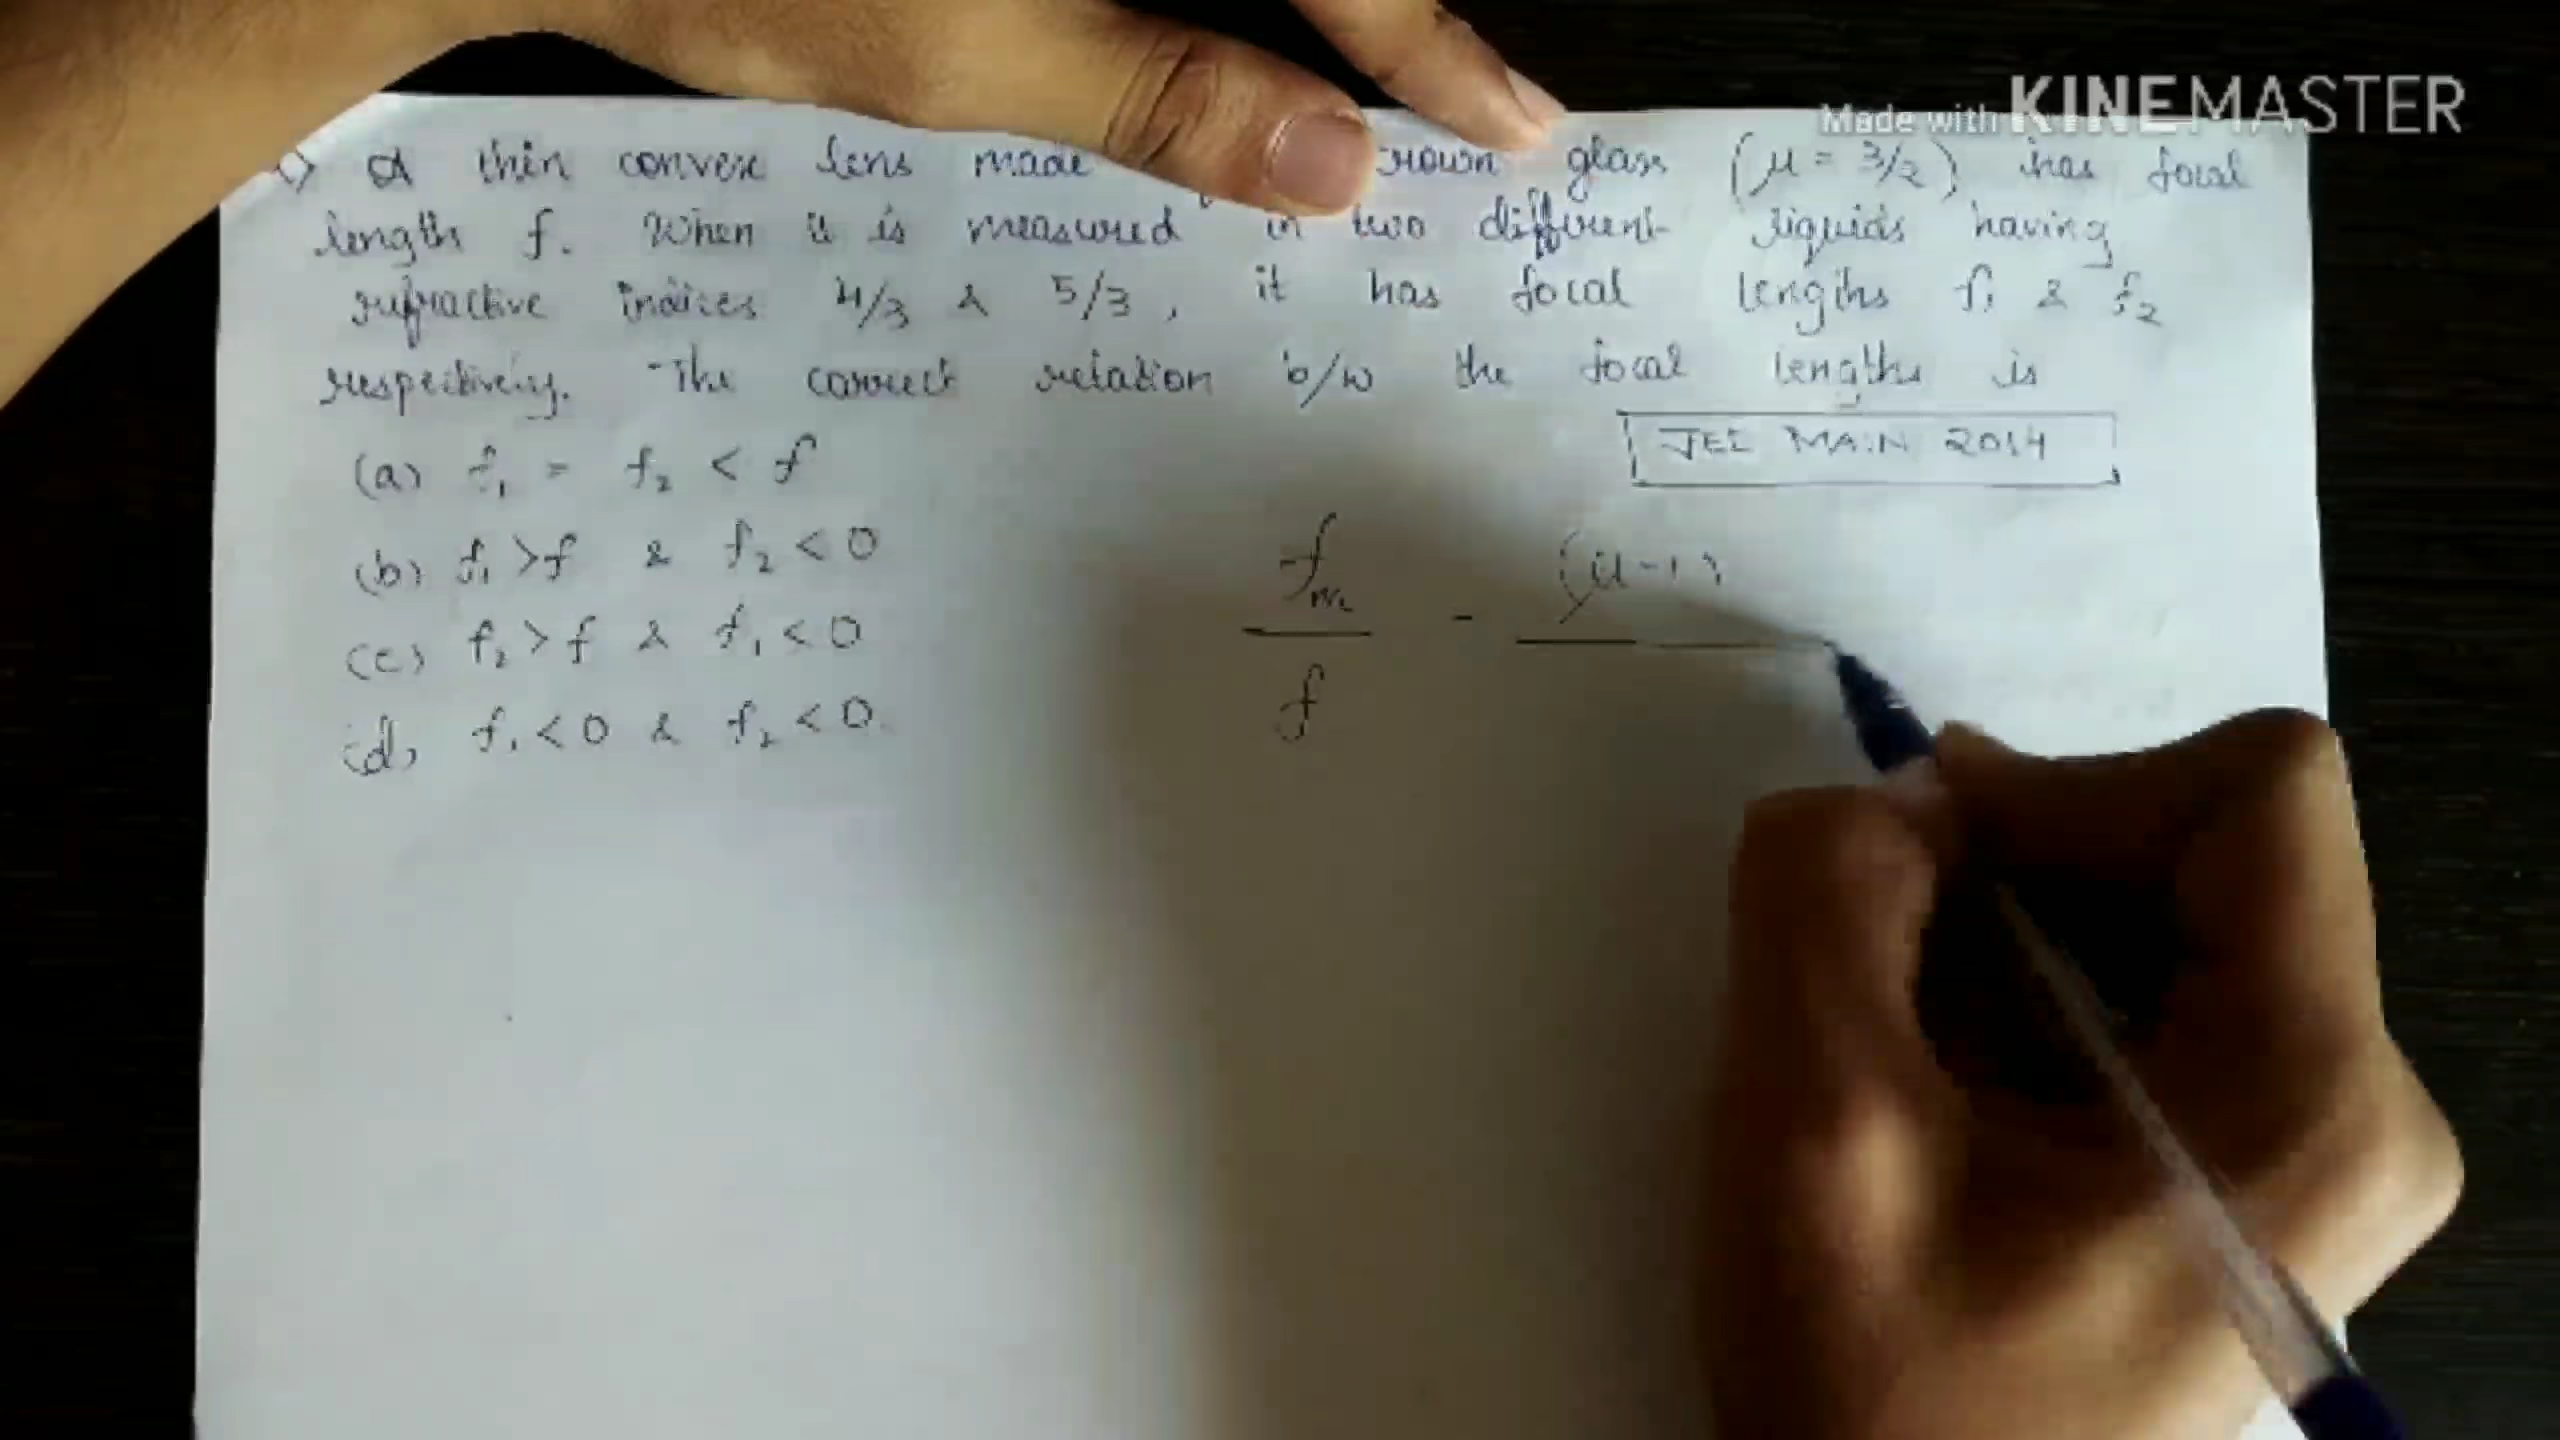 Made with KINEMASTER
A thin convex lens made crown glass (μ = 3/2) has focal
length f. When it is measured in two different liquids having
refractive indices 4/3 & 5/3, it has focal lengths f₁ & f₂
respectively. The correct relation b/w the focal lengths is
JEE MAIN 2014
(a) f₁ = f₂ < f
(b) f₁ > f & f₂ < 0
(c) f₂ > f & f₁ < 0
(d) f₁ < 0 & f₂ < 0.
fm (μ-1)
f